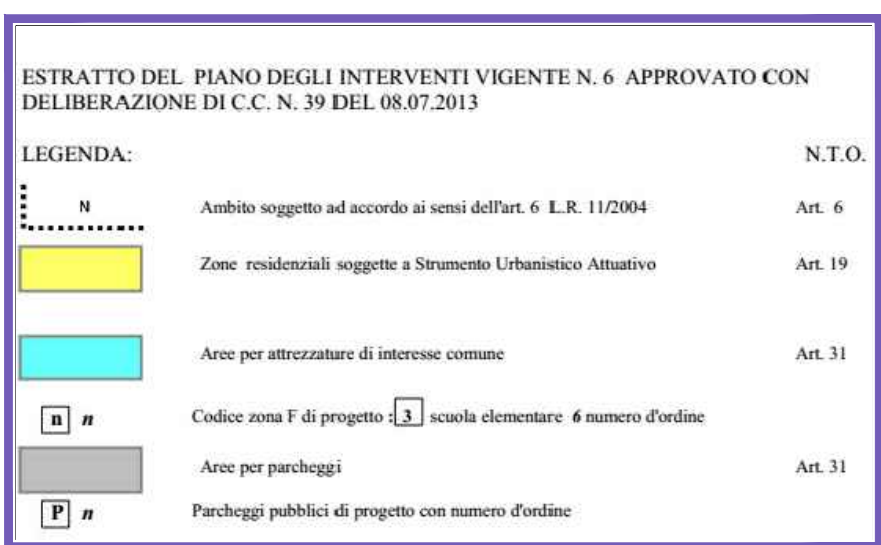 ESTRATTO DEL PIANO DEGLI INTERVENTI VIGENTE N. 6 APPROVATO CON
DELIBERAZIONE DI C.C. N. 39 DEL 08.07.2013
LEGENDA: N.T.O.
N Ambito soggetto ad accordo ai sensi dell'art. 6 L.R. 11/2004 Art. 6
Zone residenziali soggette a Strumento Urbanistico Attuativo Art. 19
Aree per attrezzature di interesse comune Art. 31
n n Codice zona F di progetto : 3 scuola elementare 6 numero d'ordine
Aree per parcheggi Art. 31
P n Parcheggi pubblici di progetto con numero d'ordine